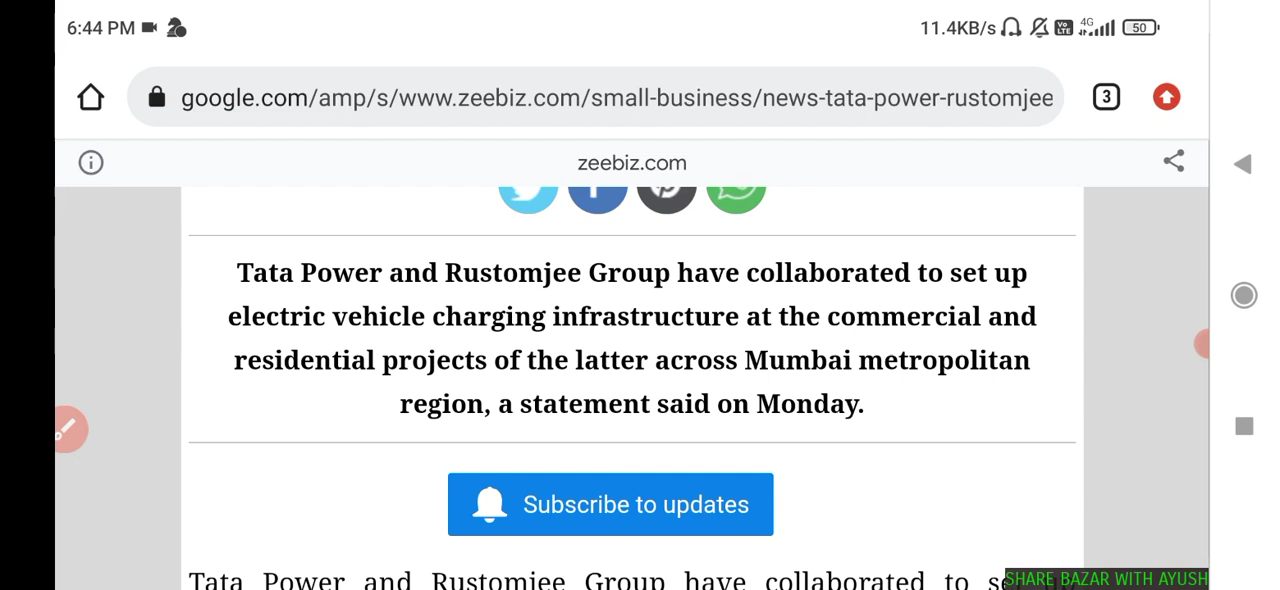 6:44 PM
11.4KB/s
Vo LTE
4G
50
google.com/amp/s/www.zeebiz.com/small-business/news-tata-power-rustomjee
3
zeebiz.com
Tata Power and Rustomjee Group have collaborated to set up
electric vehicle charging infrastructure at the commercial and
residential projects of the latter across Mumbai metropolitan
region, a statement said on Monday.
Subscribe to updates
Tata Power and Rustomjee Group have collaborated to
SHARE BAZAR WITH AYUSH